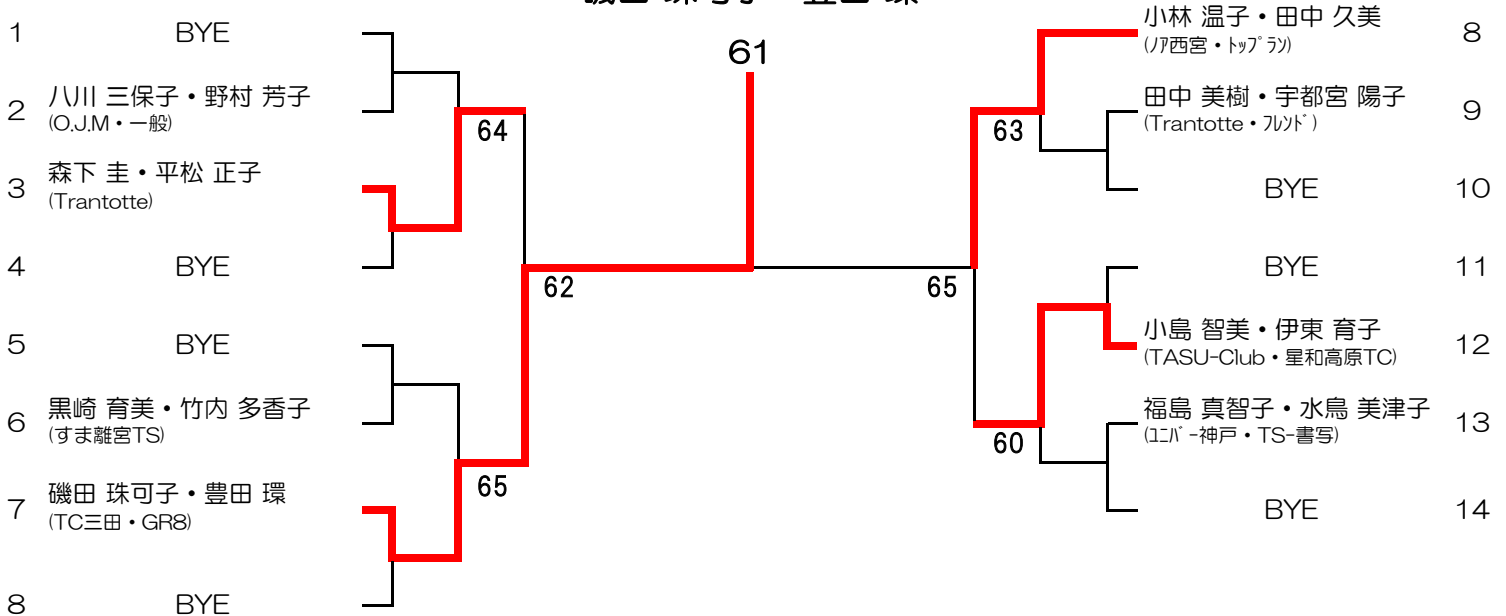 1 BYE
2 八川 三保子・野村 芳子
(O.J.M・一般)
3 森下 圭・平松 正子
(Trantotte)
4 BYE
5 BYE
6 黒崎 育美・竹内 多香子
(すま離宮TS)
7 磯田 珠可子・豊田 環
(TC三田・GR8)
8 BYE
64
65
62
61
65
63
60
小林 温子・田中 久美 8
(ﾉｱ西宮・ﾄｯﾌﾟﾗﾝ)
田中 美樹・宇都宮 陽子 9
(Trantotte・ﾌﾚﾝﾄﾞ)
BYE 10
BYE 11
小島 智美・伊東 育子 12
(TASU-Club・星和高原TC)
福島 真智子・水鳥 美津子 13
(ﾕﾆﾊﾞｰ神戸・TS-書写)
BYE 14